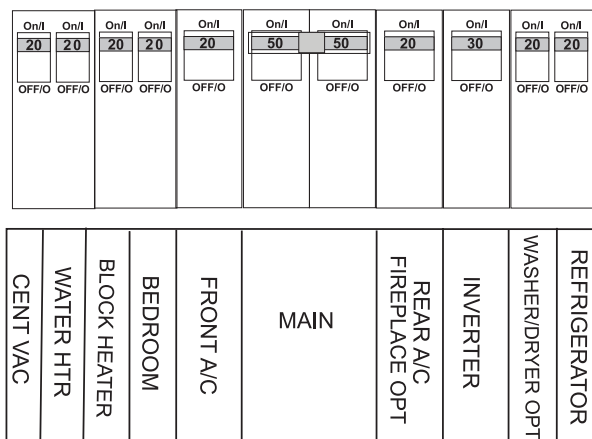 On/I On/I On/I On/I On/I On/I On/I On/I On/I On/I On/I
20 20 20 20 20 50 50 20 30 20 20
OFF/O OFF/O OFF/O OFF/O OFF/O OFF/O OFF/O OFF/O OFF/O OFF/O OFF/O
CENT VAC
WATER HTR
BLOCK HEATER
BEDROOM
FRONT A/C
MAIN
REAR A/C
FIREPLACE OPT
INVERTER
WASHER/DRYER OPT
REFRIGERATOR